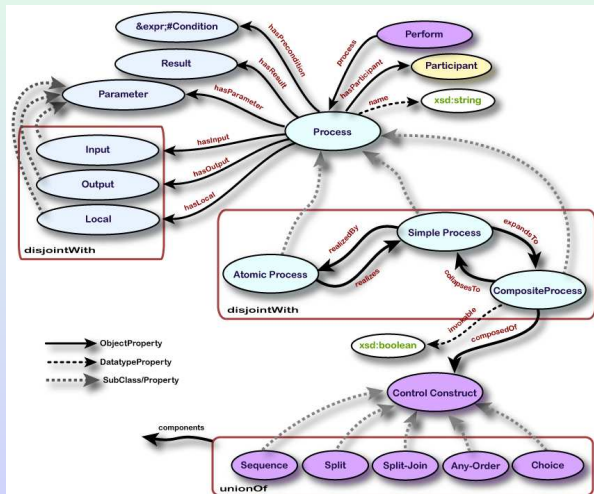 &expr;#Condition
hasPrecondition
process
Perform
Result
hasResult
hasParticipant
Participant
Parameter
hasParameter
name
xsd:string
Process
Input
hasInput
Output
hasOutput
Local
hasLocal
disjointWith
Simple Process
expandsTo
realizedBy
Atomic Process
realizes
collapsesTo
CompositeProcess
disjointWith
invokable
composedOf
xsd:boolean
ObjectProperty
DatatypeProperty
SubClass/Property
Control Construct
components
Sequence
Split
Split-Join
Any-Order
Choice
unionOf